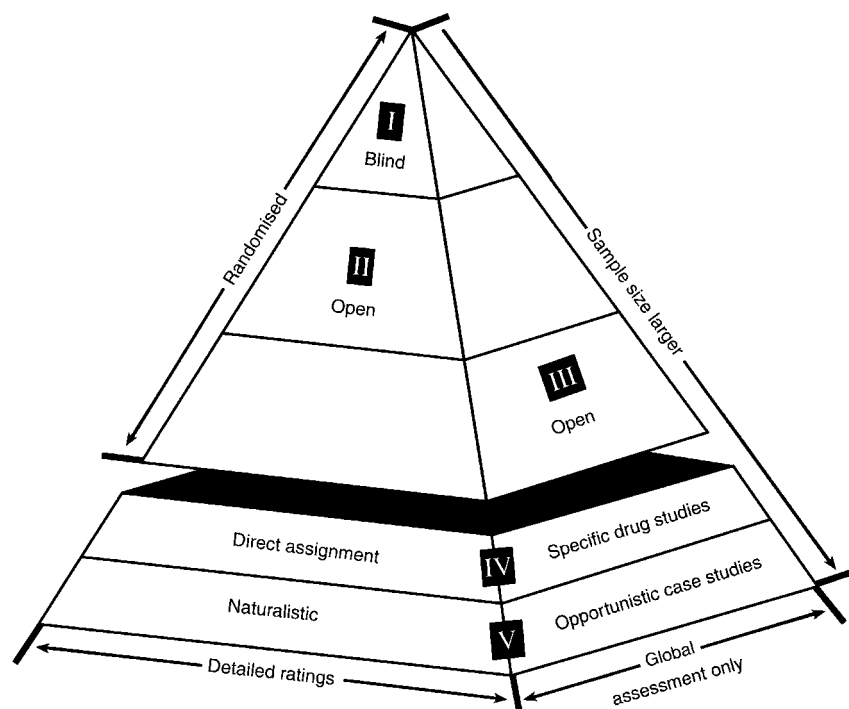 I
Blind
Randomised
II
Open
Sample size larger
III
Open
Direct assignment
IV
Specific drug studies
Naturalistic
V
Opportunistic case studies
Detailed ratings
Global
assessment only